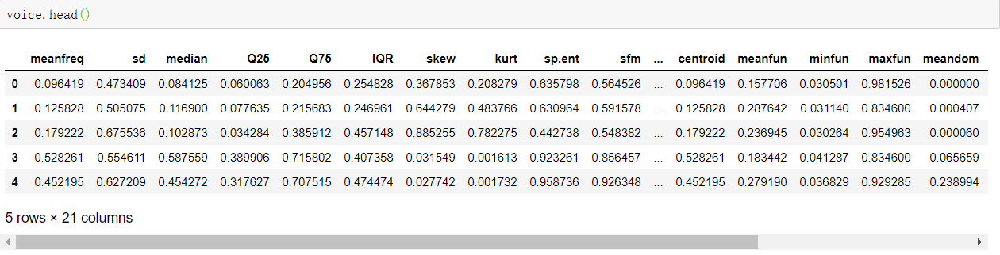 voice.head()
meanfreq sd median Q25 Q75 IQR skew kurt sp.ent sfm ... centroid meanfun minfun maxfun meandom
0 0.096419 0.473409 0.084125 0.060063 0.204956 0.254828 0.367853 0.208279 0.635798 0.564526 ... 0.096419 0.157706 0.030501 0.981526 0.000000
1 0.125828 0.505075 0.116900 0.077635 0.215683 0.246961 0.644279 0.483766 0.630964 0.591578 ... 0.125828 0.287642 0.031140 0.834600 0.000407
2 0.179222 0.675536 0.102873 0.034284 0.385912 0.457148 0.885255 0.782275 0.442738 0.548382 ... 0.179222 0.236945 0.030264 0.954963 0.000060
3 0.528261 0.554611 0.587559 0.389906 0.715802 0.407358 0.031549 0.001613 0.923261 0.856457 ... 0.528261 0.183442 0.041287 0.834600 0.065659
4 0.452195 0.627209 0.454272 0.317627 0.707515 0.474474 0.027742 0.001732 0.958736 0.926348 ... 0.452195 0.279190 0.036829 0.929285 0.238994
5 rows × 21 columns